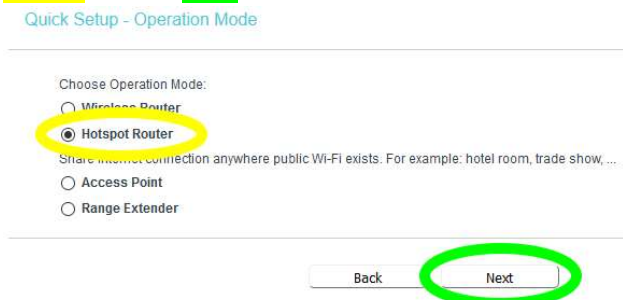 Quick Setup - Operation Mode
Choose Operation Mode:
Wireless Router
Hotspot Router
Share Internet connection anywhere public Wi-Fi exists. For example: hotel room, trade show, ...
Access Point
Range Extender
Back Next